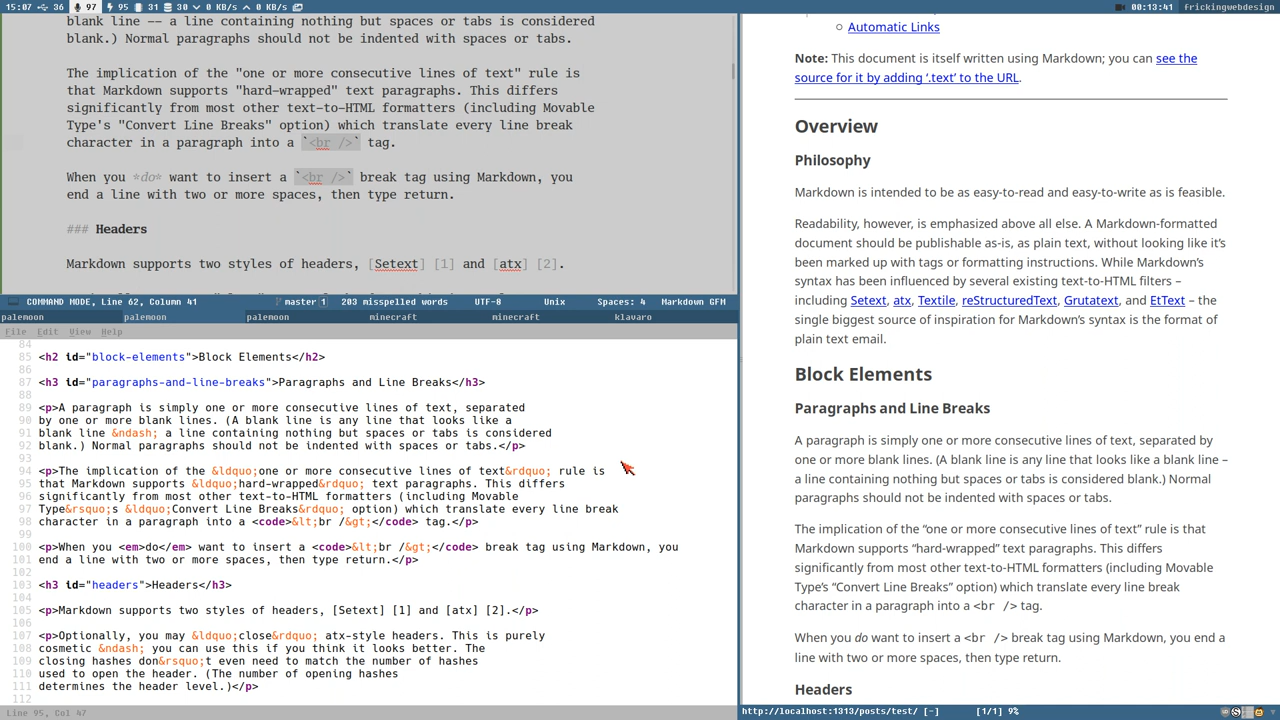 15:07 36 97 95 31 30 0 KB/s 0 KB/s
00:13:41 frickingwebdesign
blank line -- a line containing nothing but spaces or tabs is considered
blank.) Normal paragraphs should not be indented with spaces or tabs.
The implication of the "one or more consecutive lines of text" rule is
that Markdown supports "hard-wrapped" text paragraphs. This differs
significantly from most other text-to-HTML formatters (including Movable
Type's "Convert Line Breaks" option) which translate every line break
character in a paragraph into a `<br />` tag.
When you *do* want to insert a `<br />` break tag using Markdown, you
end a line with two or more spaces, then type return.
### Headers
Markdown supports two styles of headers, [Setext] [1] and [atx] [2].
COMMAND MODE, Line 62, Column 41 master 1 203 misspelled words UTF-8 Unix Spaces: 4 Markdown GFM
palemoon palemoon palemoon minecraft minecraft klavaro
File Edit View Help
84
85 <h2 id="block-elements">Block Elements</h2>
86
87 <h3 id="paragraphs-and-line-breaks">Paragraphs and Line Breaks</h3>
88
89 <p>A paragraph is simply one or more consecutive lines of text, separated
90 by one or more blank lines. (A blank line is any line that looks like a
91 blank line &ndash; a line containing nothing but spaces or tabs is considered
92 blank.) Normal paragraphs should not be indented with spaces or tabs.</p>
93
94 <p>The implication of the &ldquo;one or more consecutive lines of text&rdquo; rule is
95 that Markdown supports &ldquo;hard-wrapped&rdquo; text paragraphs. This differs
96 significantly from most other text-to-HTML formatters (including Movable
97 Type&rsquo;s &ldquo;Convert Line Breaks&rdquo; option) which translate every line break
98 character in a paragraph into a <code>&lt;br /&gt;</code> tag.</p>
99
100 <p>When you <em>do</em> want to insert a <code>&lt;br /&gt;</code> break tag using Markdown, you
101 end a line with two or more spaces, then type return.</p>
102
103 <h3 id="headers">Headers</h3>
104
105 <p>Markdown supports two styles of headers, [Setext] [1] and [atx] [2].</p>
106
107 <p>Optionally, you may &ldquo;close&rdquo; atx-style headers. This is purely
108 cosmetic &ndash; you can use this if you think it looks better. The
109 closing hashes don&rsquo;t even need to match the number of hashes
110 used to open the header. (The number of opening hashes
111 determines the header level.)</p>
112
Line 95, Col 47
Automatic Links
Note: This document is itself written using Markdown; you can see the
source for it by adding ‘.text’ to the URL.
Overview
Philosophy
Markdown is intended to be as easy-to-read and easy-to-write as is feasible.
Readability, however, is emphasized above all else. A Markdown-formatted
document should be publishable as-is, as plain text, without looking like it’s
been marked up with tags or formatting instructions. While Markdown’s
syntax has been influenced by several existing text-to-HTML filters –
including Setext, atx, Textile, reStructuredText, Grutatext, and EtText – the
single biggest source of inspiration for Markdown’s syntax is the format of
plain text email.
Block Elements
Paragraphs and Line Breaks
A paragraph is simply one or more consecutive lines of text, separated by
one or more blank lines. (A blank line is any line that looks like a blank line –
a line containing nothing but spaces or tabs is considered blank.) Normal
paragraphs should not be indented with spaces or tabs.
The implication of the “one or more consecutive lines of text” rule is that
Markdown supports “hard-wrapped” text paragraphs. This differs
significantly from most other text-to-HTML formatters (including Movable
Type’s “Convert Line Breaks” option) which translate every line break
character in a paragraph into a <br /> tag.
When you do want to insert a <br /> break tag using Markdown, you end a
line with two or more spaces, then type return.
Headers
http://localhost:1313/posts/test/ [-] [1/1] 9%